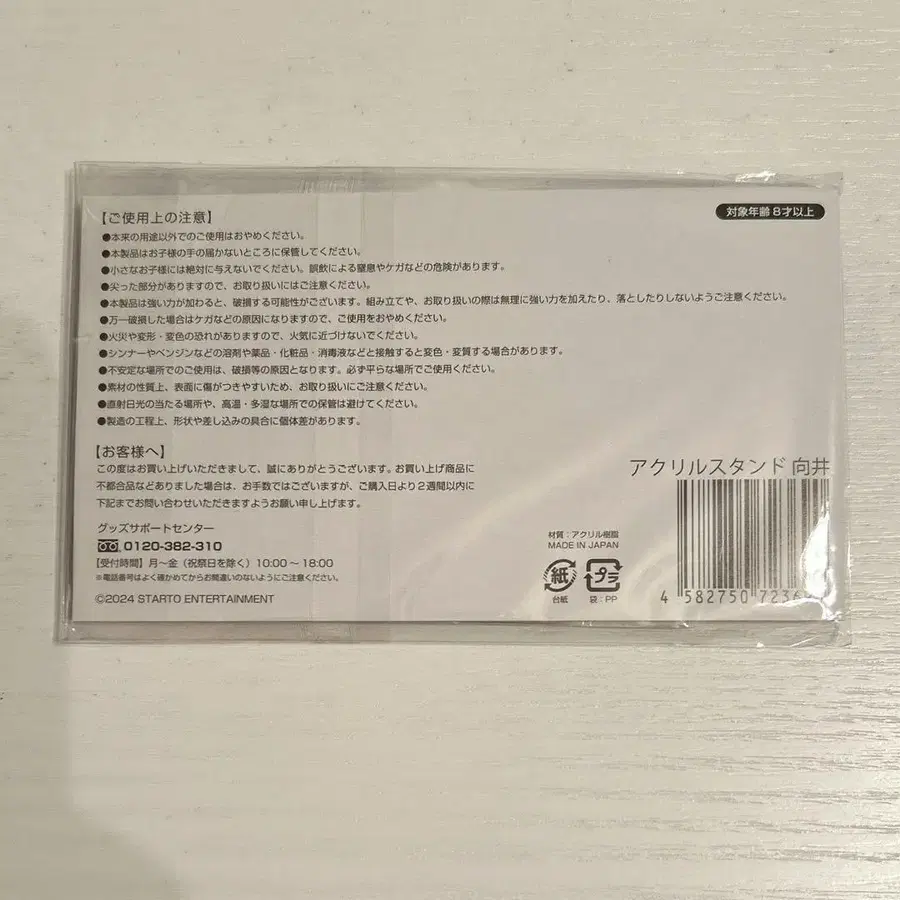 【ご使用上の注意】
対象年齢8才以上
●本来の用途以外でのご使用はおやめください。
●本製品はお子様の手の届かないところに保管してください。
●小さなお子様には絶対に与えないでください。誤飲による窒息やケガなどの危険があります。
●尖った部分がありますので、お取り扱いにはご注意ください。
●本製品は強い力が加わると、破損する可能性がございます。組み立てや、お取り扱いの際は無理に強い力を加えたり、落としたりしないようご注意ください。
●万一破損した場合はケガなどの原因になりますので、ご使用をおやめください。
●火災や変形・変色の恐れがありますので、火気に近づけないでください。
●シンナーやベンジンなどの溶剤や薬品・化粧品・消毒液などと接触すると変色・変質する場合があります。
●不安定な場所でのご使用は、破損等の原因となります。必ず平らな場所でご使用ください。
●素材の性質上、表面に傷がつきやすいため、お取り扱いにご注意ください。
●直射日光の当たる場所や、高温・多湿な場所での保管は避けてください。
●製造の工程上、形状や差し込みの具合に個体差があります。
【お客様へ】
この度はお買い上げいただきまして、誠にありがとうございます。お買い上げ商品に
不都合品などありました場合は、お手数ではございますが、ご購入日より2週間以内に
下記までお問い合わせいただきますようお願い申し上げます。
グッズサポートセンター
0120-382-310
【受付時間】月〜金(祝祭日を除く)10:00〜18:00
※電話番号はよく確かめてからお間違いのないようにご注意ください。
©2024 STARTO ENTERTAINMENT
材質:アクリル樹脂
MADE IN JAPAN
紙
台紙
プラ
袋:PP
アクリルスタンド 向井
4 582750 723